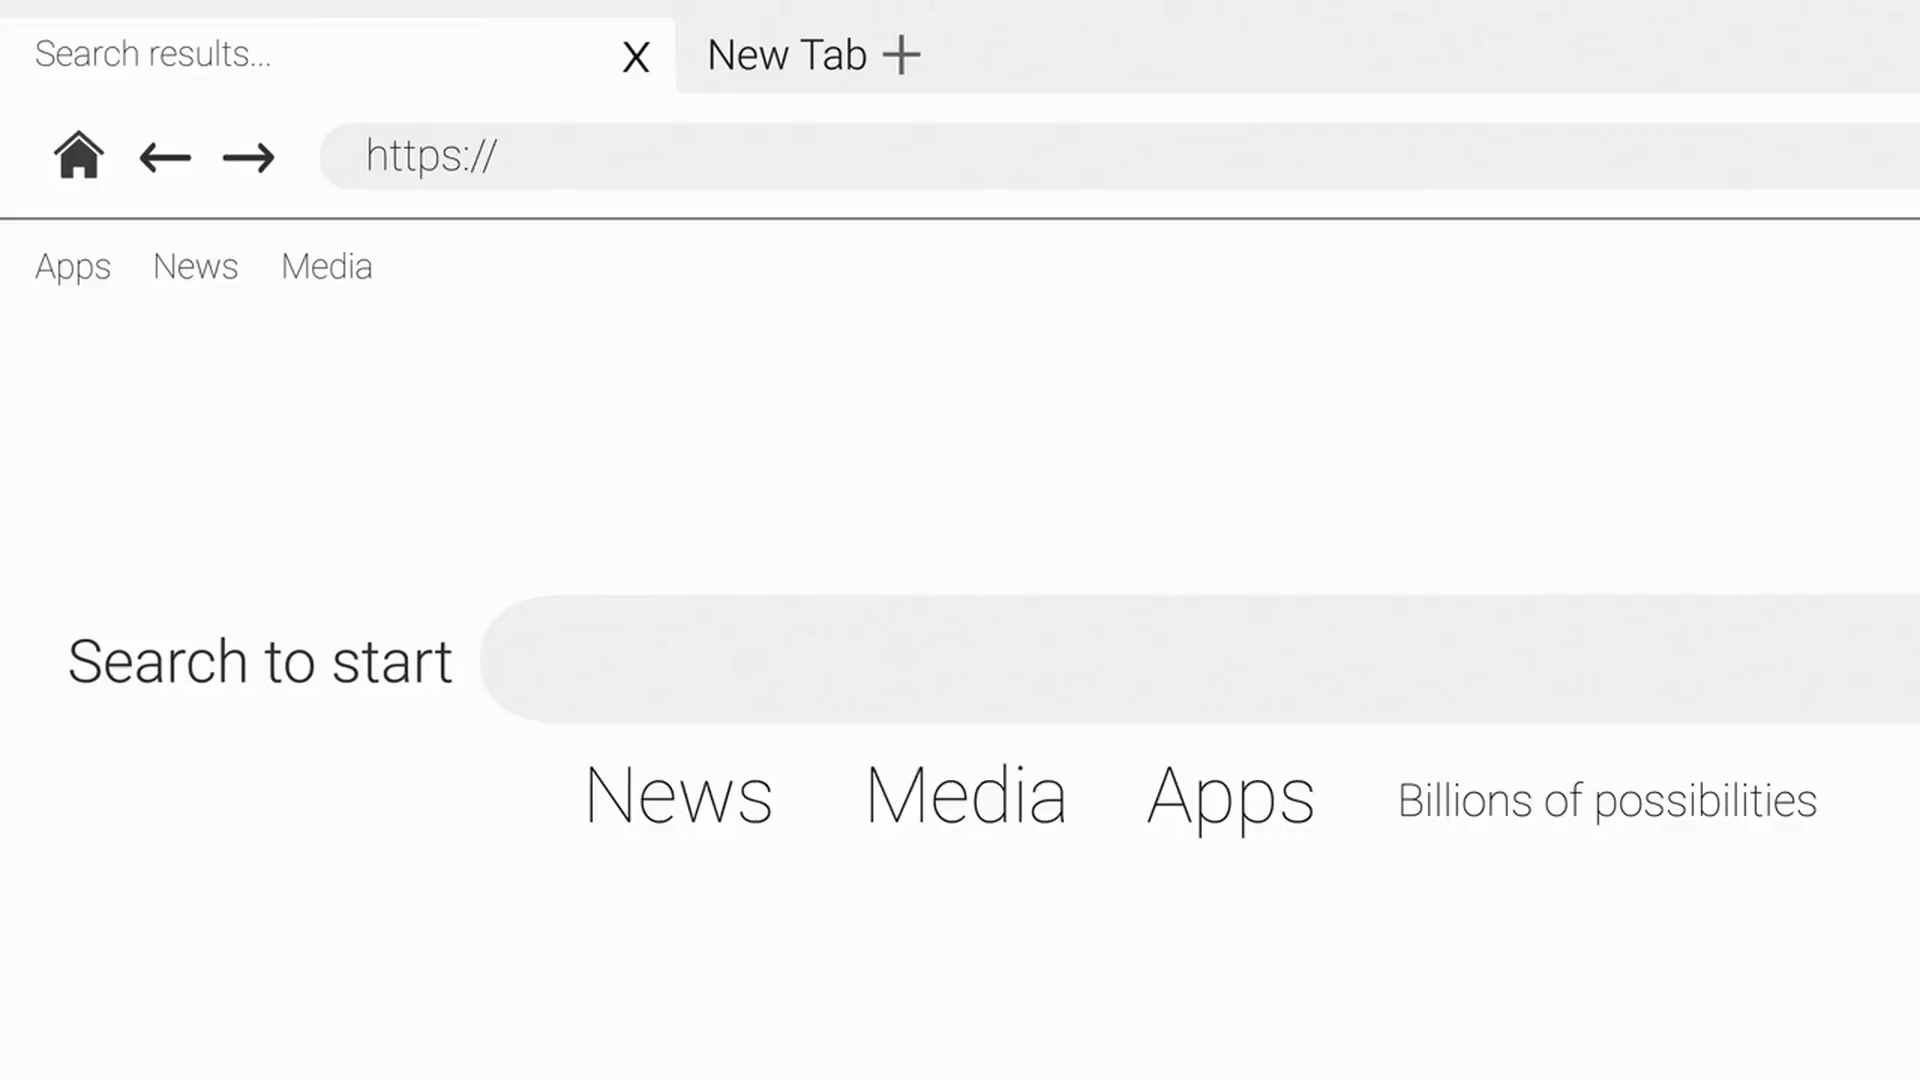 Search results... X New Tab +
https://
Apps News Media
Search to start
News Media Apps Billions of possibilities